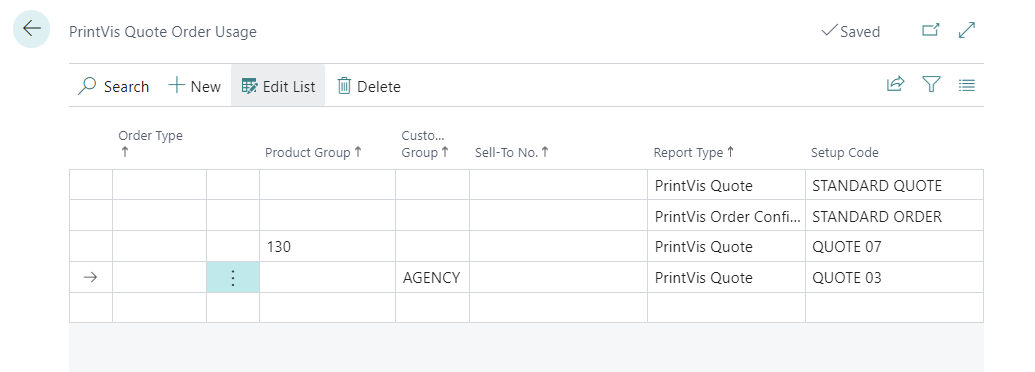 PrintVis Quote Order Usage
Saved
Search
New
Edit List
Delete
Order Type
Product Group
Custo...
Group
Sell-To No.
Report Type
Setup Code
PrintVis Quote STANDARD QUOTE
PrintVis Order Confi... STANDARD ORDER
130 PrintVis Quote QUOTE 07
AGENCY PrintVis Quote QUOTE 03